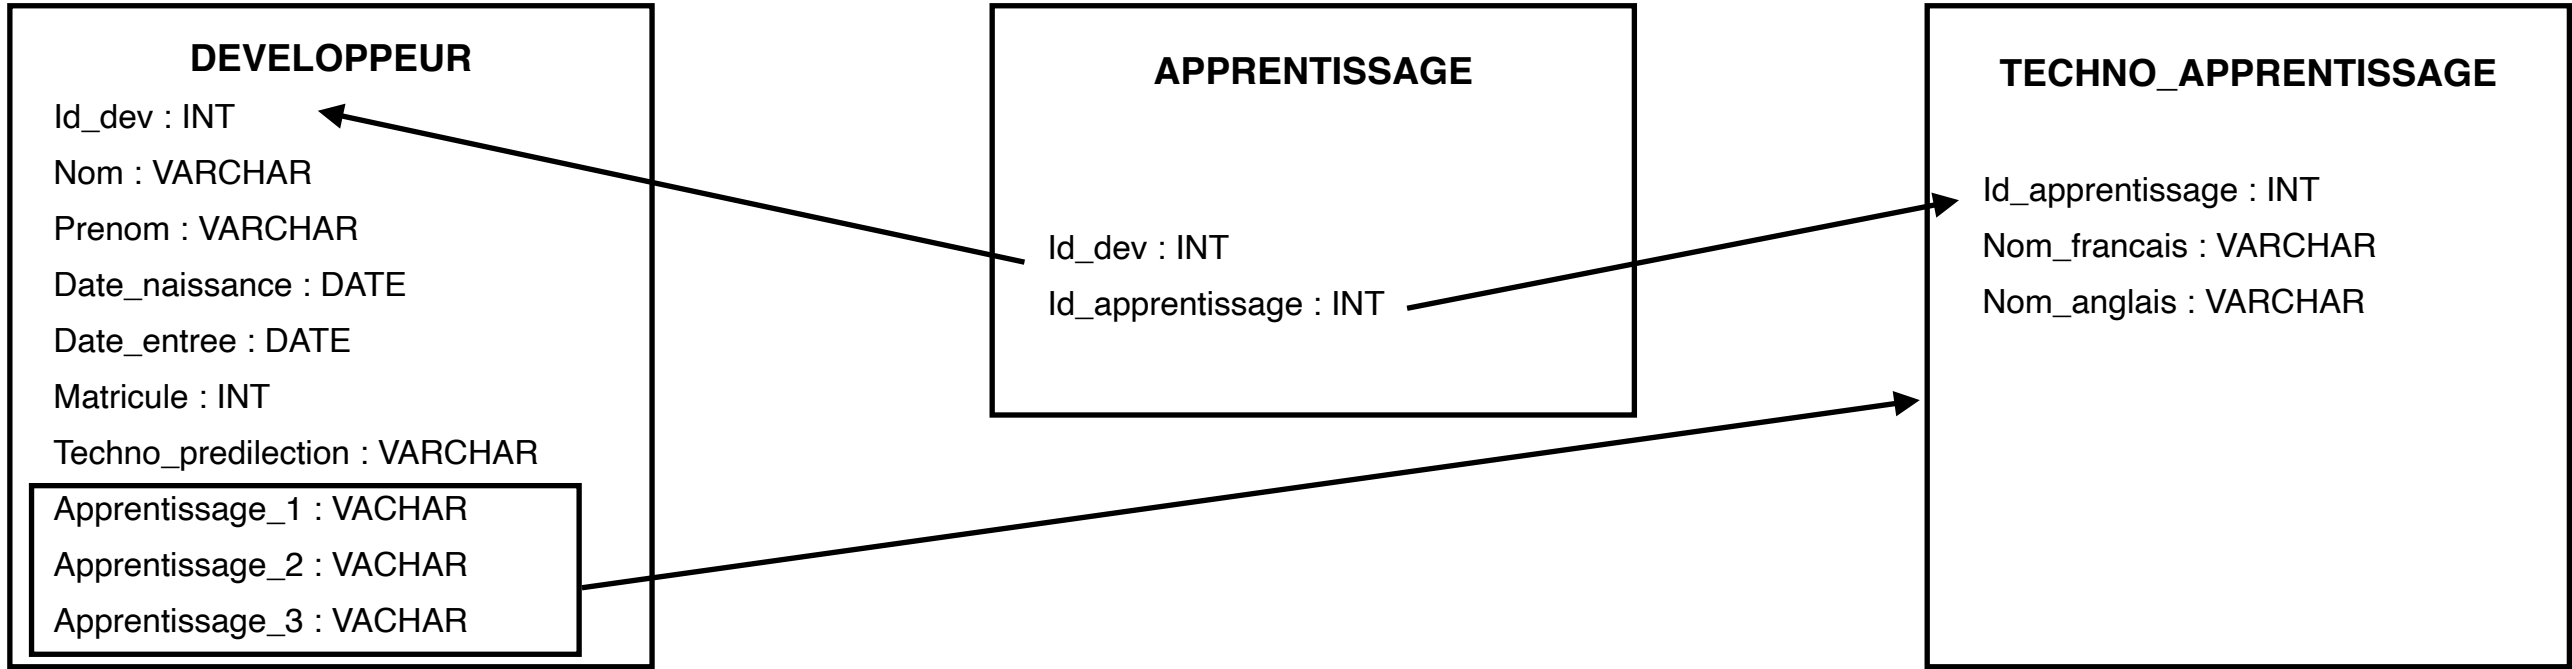 DEVELOPPEUR
Id_dev : INT
Nom : VARCHAR
Prenom : VARCHAR
Date_naissance : DATE
Date_entree : DATE
Matricule : INT
Techno_predilection : VARCHAR
Apprentissage_1 : VACHAR
Apprentissage_2 : VACHAR
Apprentissage_3 : VACHAR
APPRENTISSAGE
Id_dev : INT
Id_apprentissage : INT
TECHNO_APPRENTISSAGE
Id_apprentissage : INT
Nom_francais : VARCHAR
Nom_anglais : VARCHAR